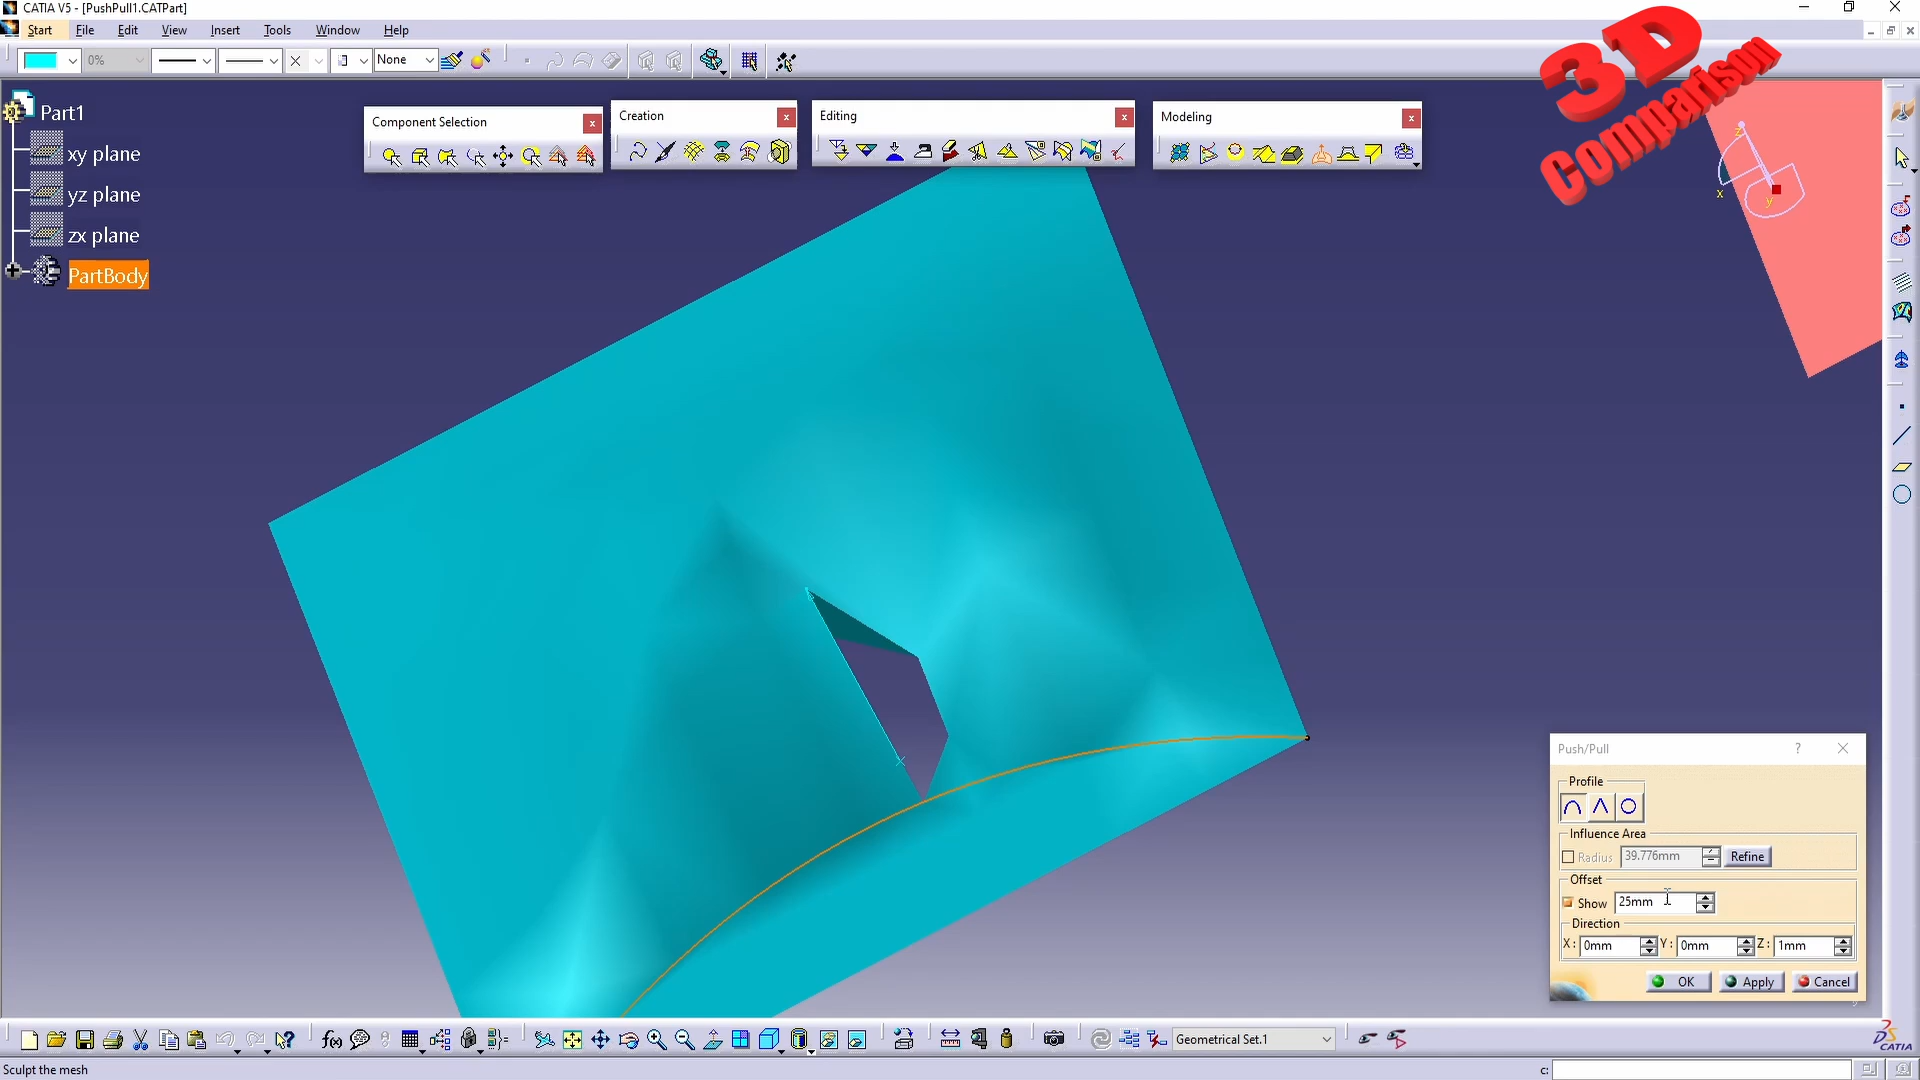 CATIA V5 - [PushPull1.CATPart]
Start File Edit View Insert Tools Window Help
0% None
3D
Comparison
Part1
xy plane
yz plane
zx plane
PartBody
Component Selection
Creation
Editing
Modeling
z
x
y
Push/Pull ?
Profile
Influence Area
Radius 39.776mm Refine
Offset
Show 25mm
Direction
X: 0mm Y: 0mm Z: 1mm
OK Apply Cancel
f(x)
Geometrical Set.1
CATIA
Sculpt the mesh
c: